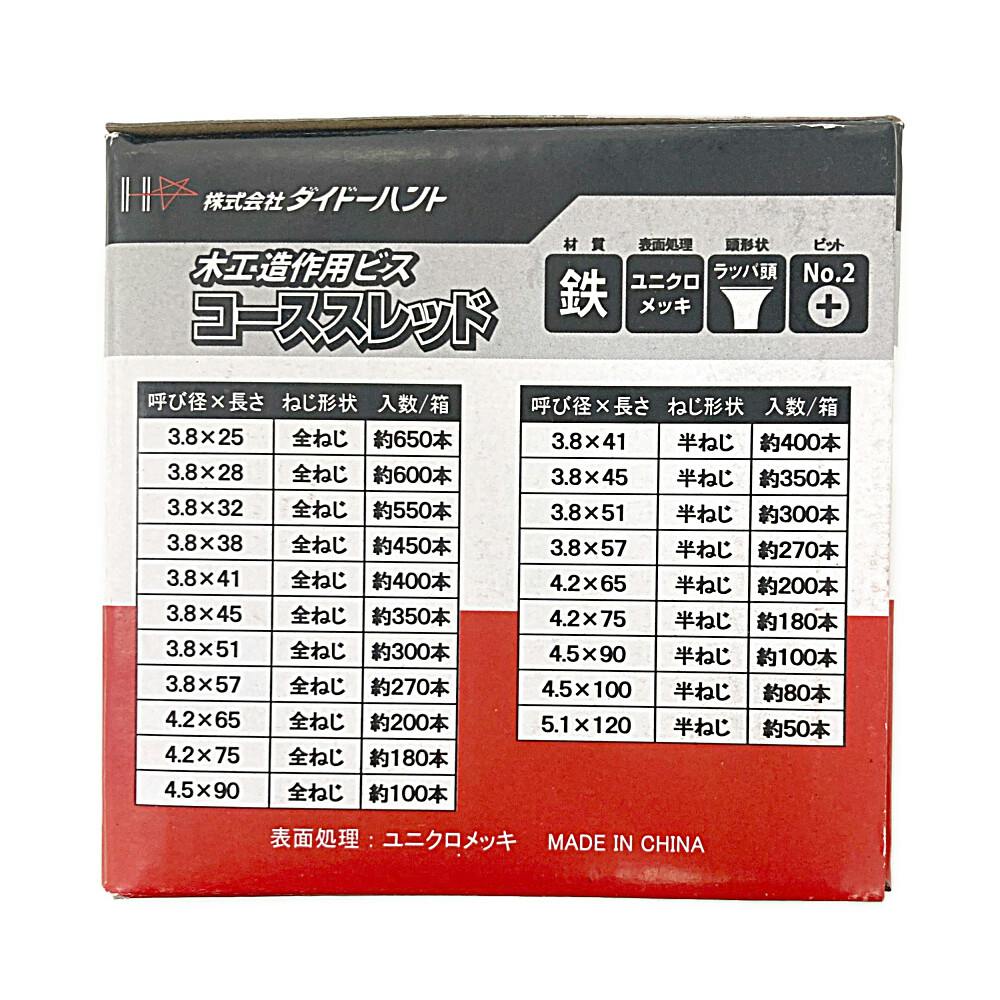 株式会社ダイドーハント
木工造作用ビス
コーススレッド
材質 表面処理 頭形状 ビット
鉄 ユニクロメッキ ラッパ頭 No.2
呼び径×長さ ねじ形状 入数/箱
3.8×25 全ねじ 約650本
3.8×28 全ねじ 約600本
3.8×32 全ねじ 約550本
3.8×38 全ねじ 約450本
3.8×41 全ねじ 約400本
3.8×45 全ねじ 約350本
3.8×51 全ねじ 約300本
3.8×57 全ねじ 約270本
4.2×65 全ねじ 約200本
4.2×75 全ねじ 約180本
4.5×90 全ねじ 約100本
呼び径×長さ ねじ形状 入数/箱
3.8×41 半ねじ 約400本
3.8×45 半ねじ 約350本
3.8×51 半ねじ 約300本
3.8×57 半ねじ 約270本
4.2×65 半ねじ 約200本
4.2×75 半ねじ 約180本
4.5×90 半ねじ 約100本
4.5×100 半ねじ 約80本
5.1×120 半ねじ 約50本
表面処理：ユニクロメッキ MADE IN CHINA